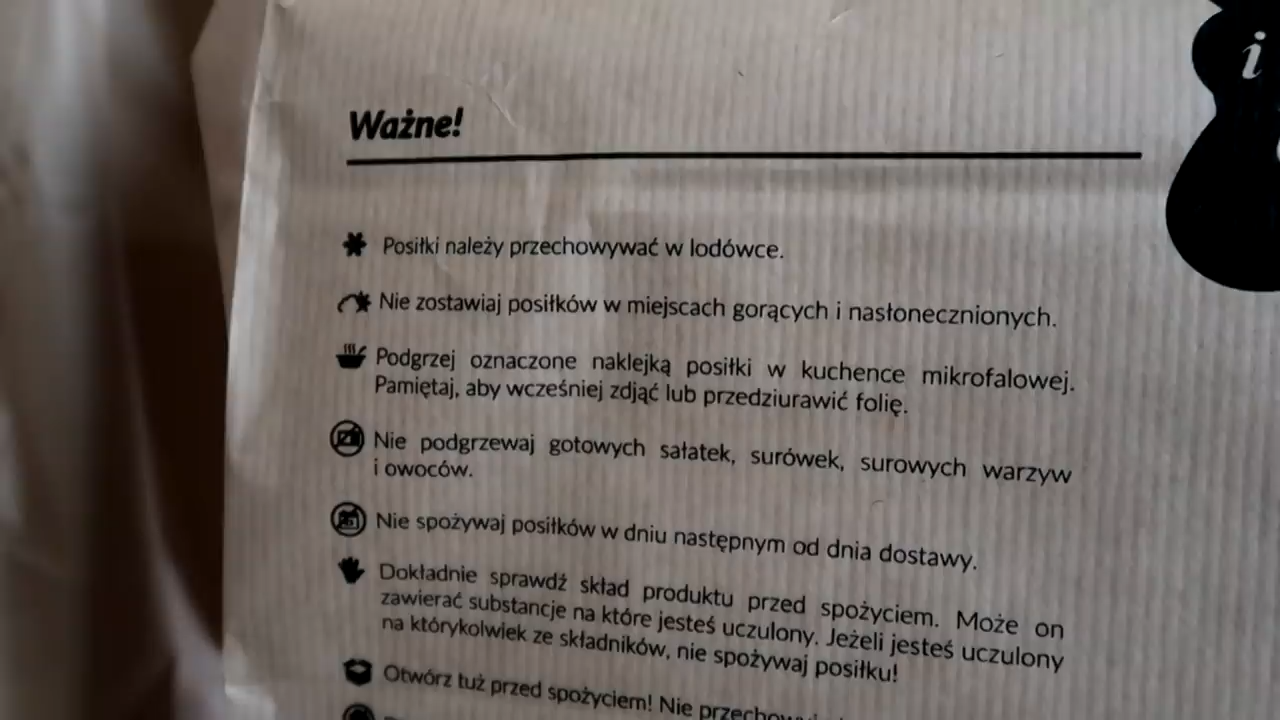 i
Ważne!
Posiłki należy przechowywać w lodówce.
Nie zostawiaj posiłków w miejscach gorących i nasłonecznionych.
Podgrzej oznaczone naklejką posiłki w kuchence mikrofalowej.
Pamiętaj, aby wcześniej zdjąć lub przedziurawić folię.
Nie podgrzewaj gotowych sałatek, surówek, surowych warzyw
i owoców.
Nie spożywaj posiłków w dniu następnym od dnia dostawy.
Dokładnie sprawdź skład produktu przed spożyciem. Może on
zawierać substancje na które jesteś uczulony. Jeżeli jesteś uczulony
na którykolwiek ze składników, nie spożywaj posiłku!
Otwórz tuż przed spożyciem! Nie